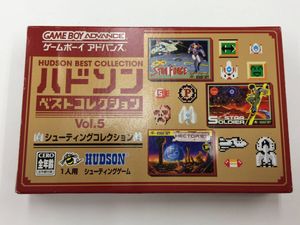 GAME BOY ADVANCE
ゲームボーイ アドバンス
HUDSON BEST COLLECTION
ハドソン
ベストコレクション
Vol.5
シューティングコレクション
CERO
全年齢
HUDSON
1人用 シューティングゲーム
STAR FORCE
STAR
SOLDIER
HECTOR
P